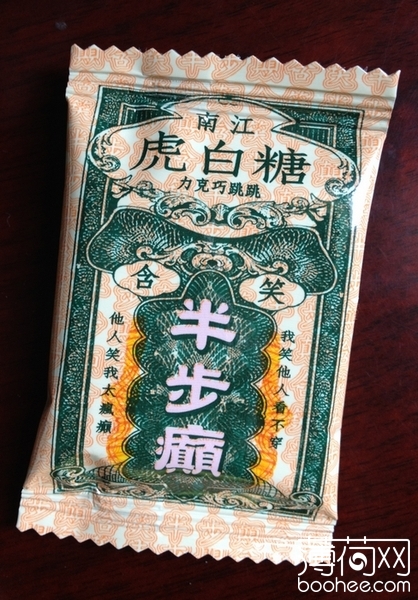 江南
糖白虎
跳跳巧克力
含笑
半步癲
他人笑我太瘋癲
我笑他人看不穿
薄荷网
boohee.com